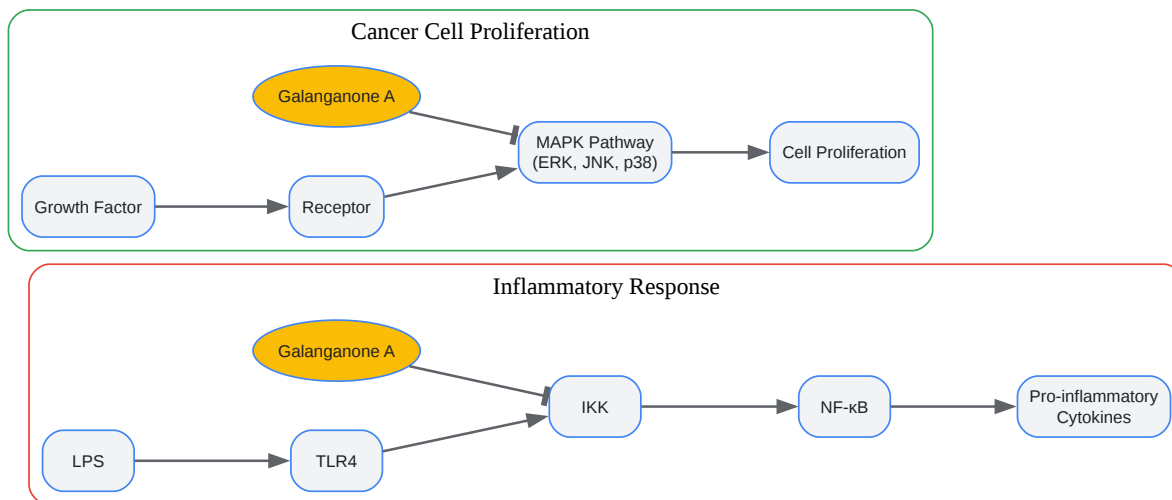 Cancer Cell Proliferation
Galanganone A
MAPK Pathway
(ERK, JNK, p38)
Cell Proliferation
Growth Factor
Receptor
Inflammatory Response
Galanganone A
IKK
NF-κB
Pro-inflammatory
Cytokines
LPS
TLR4